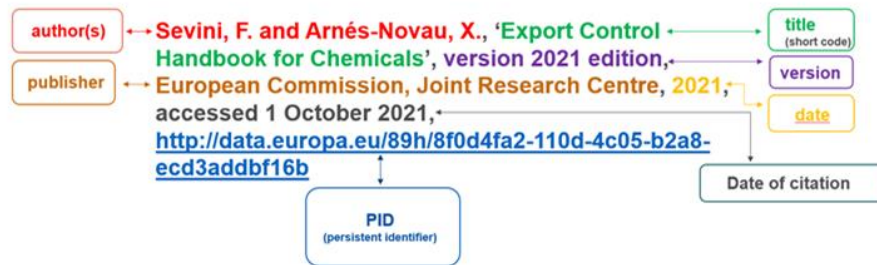 author(s)
Sevini, F. and Arnés-Novau, X., ‘Export Control
Handbook for Chemicals’, version 2021 edition,
European Commission, Joint Research Centre, 2021,
accessed 1 October 2021,
http://data.europa.eu/89h/8f0d4fa2-110d-4c05-b2a8-
ecd3addbf16b
publisher
title
(short code)
version
date
Date of citation
PID
(persistent identifier)